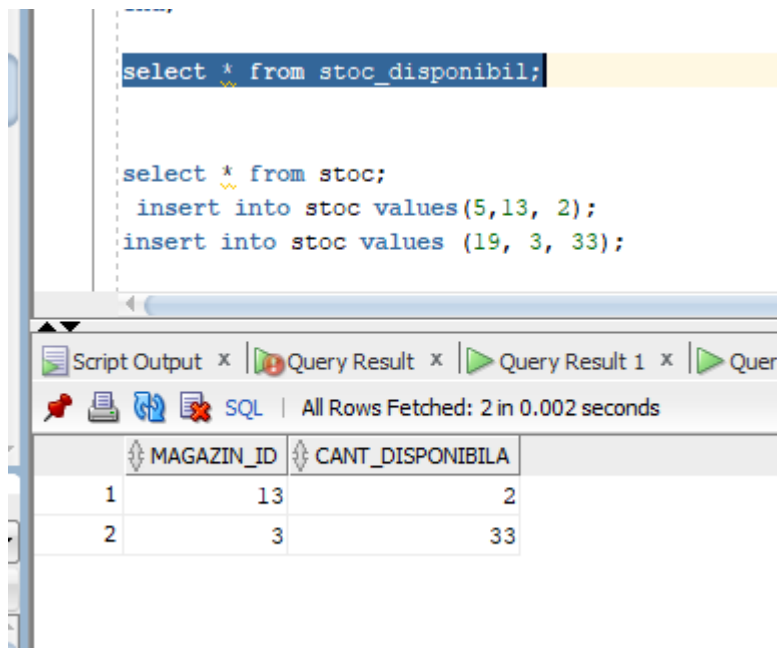 select * from stoc_disponibil;
select * from stoc;
insert into stoc values(5,13, 2);
insert into stoc values (19, 3, 33);
Script Output x Query Result x Query Result 1 x Quer
SQL | All Rows Fetched: 2 in 0.002 seconds
MAGAZIN_ID CANT_DISPONIBILA
1 13 2
2 3 33